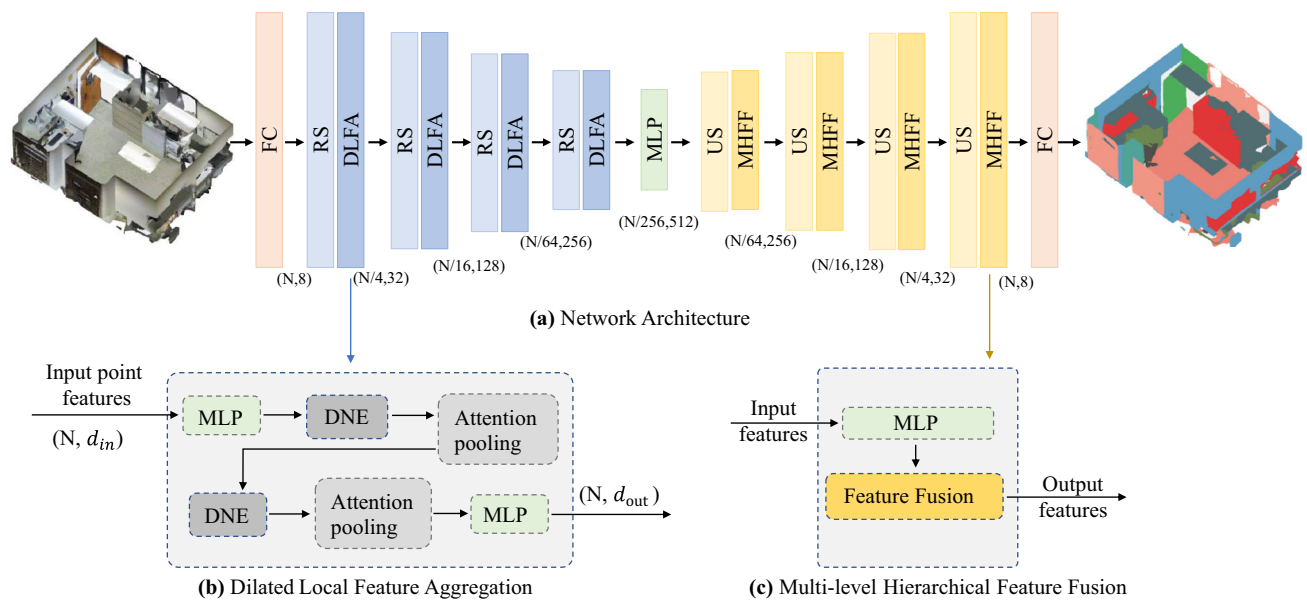 FC
RS
DLFA
RS
DLFA
RS
DLFA
RS
DLFA
MLP
US
MHFF
US
MHFF
US
MHFF
US
MHFF
FC
(N,8)
(N/4,32)
(N/16,128)
(N/64,256)
(N/256,512)
(N/64,256)
(N/16,128)
(N/4,32)
(N,8)
(a) Network Architecture
Input point
features
(N, d_in)
MLP
DNE
Attention
pooling
DNE
Attention
pooling
MLP
(N, d_out)
(b) Dilated Local Feature Aggregation
Input
features
MLP
Feature Fusion
Output
features
(c) Multi-level Hierarchical Feature Fusion